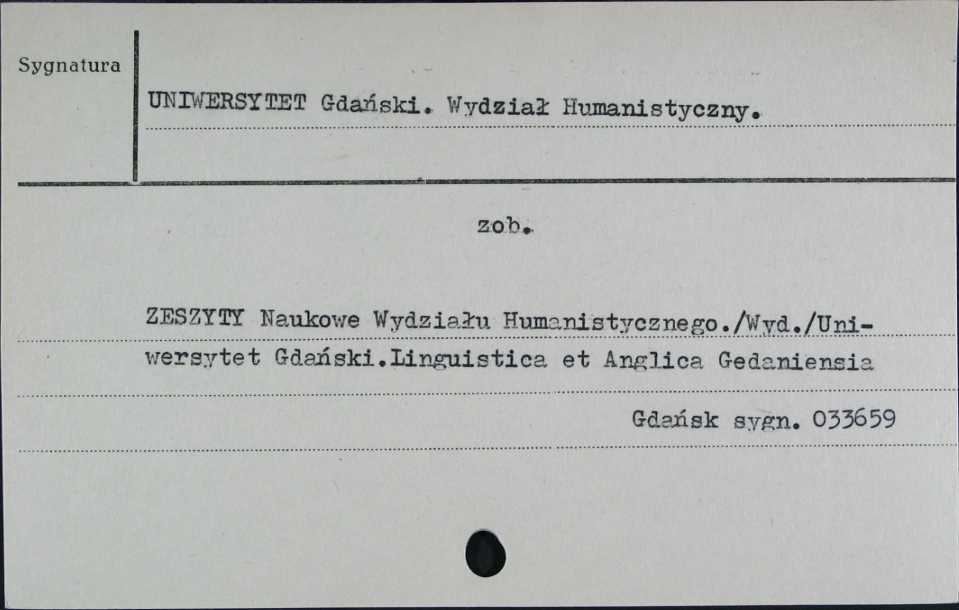 Sygnatura
UNIWERSYTET Gdański. Wydział Humanistyczny.
zob.
ZESZYTY Naukowe Wydziału Humanistycznego./Wyd./Uni-
wersytet Gdański.Linguistica et Anglica Gedaniensia
Gdańsk sygn. 033659